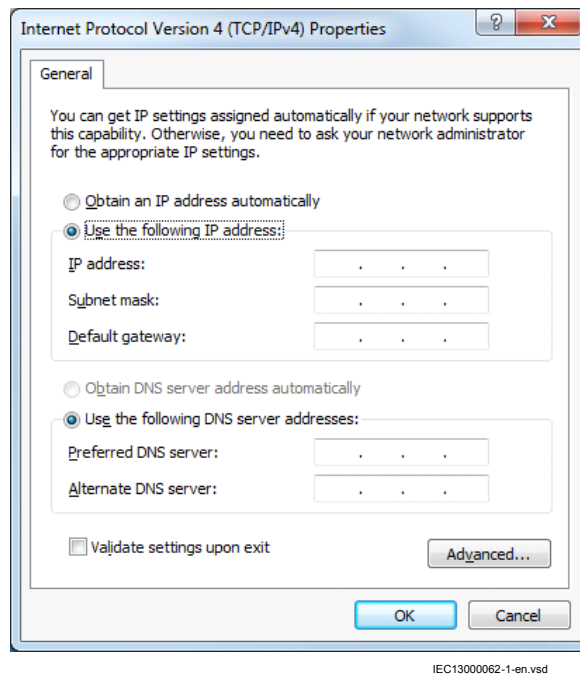 Internet Protocol Version 4 (TCP/IPv4) Properties
General
You can get IP settings assigned automatically if your network supports
this capability. Otherwise, you need to ask your network administrator
for the appropriate IP settings.
Obtain an IP address automatically
Use the following IP address:
IP address:
. . .
Subnet mask:
. . .
Default gateway:
. . .
Obtain DNS server address automatically
Use the following DNS server addresses:
Preferred DNS server:
. . .
Alternate DNS server:
. . .
Validate settings upon exit
Advanced...
OK
Cancel
IEC13000062-1-en.vsd